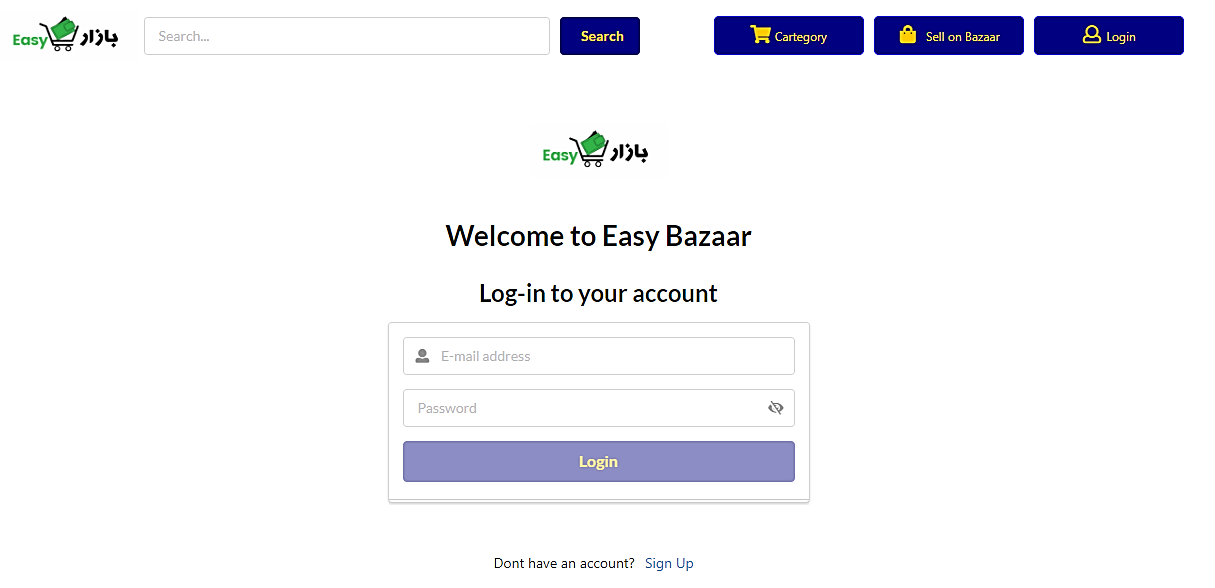 Easy بازار
Search...
Search
Cartegory
Sell on Bazaar
Login
Easy بازار
Welcome to Easy Bazaar
Log-in to your account
E-mail address
Password
Login
Dont have an account? Sign Up